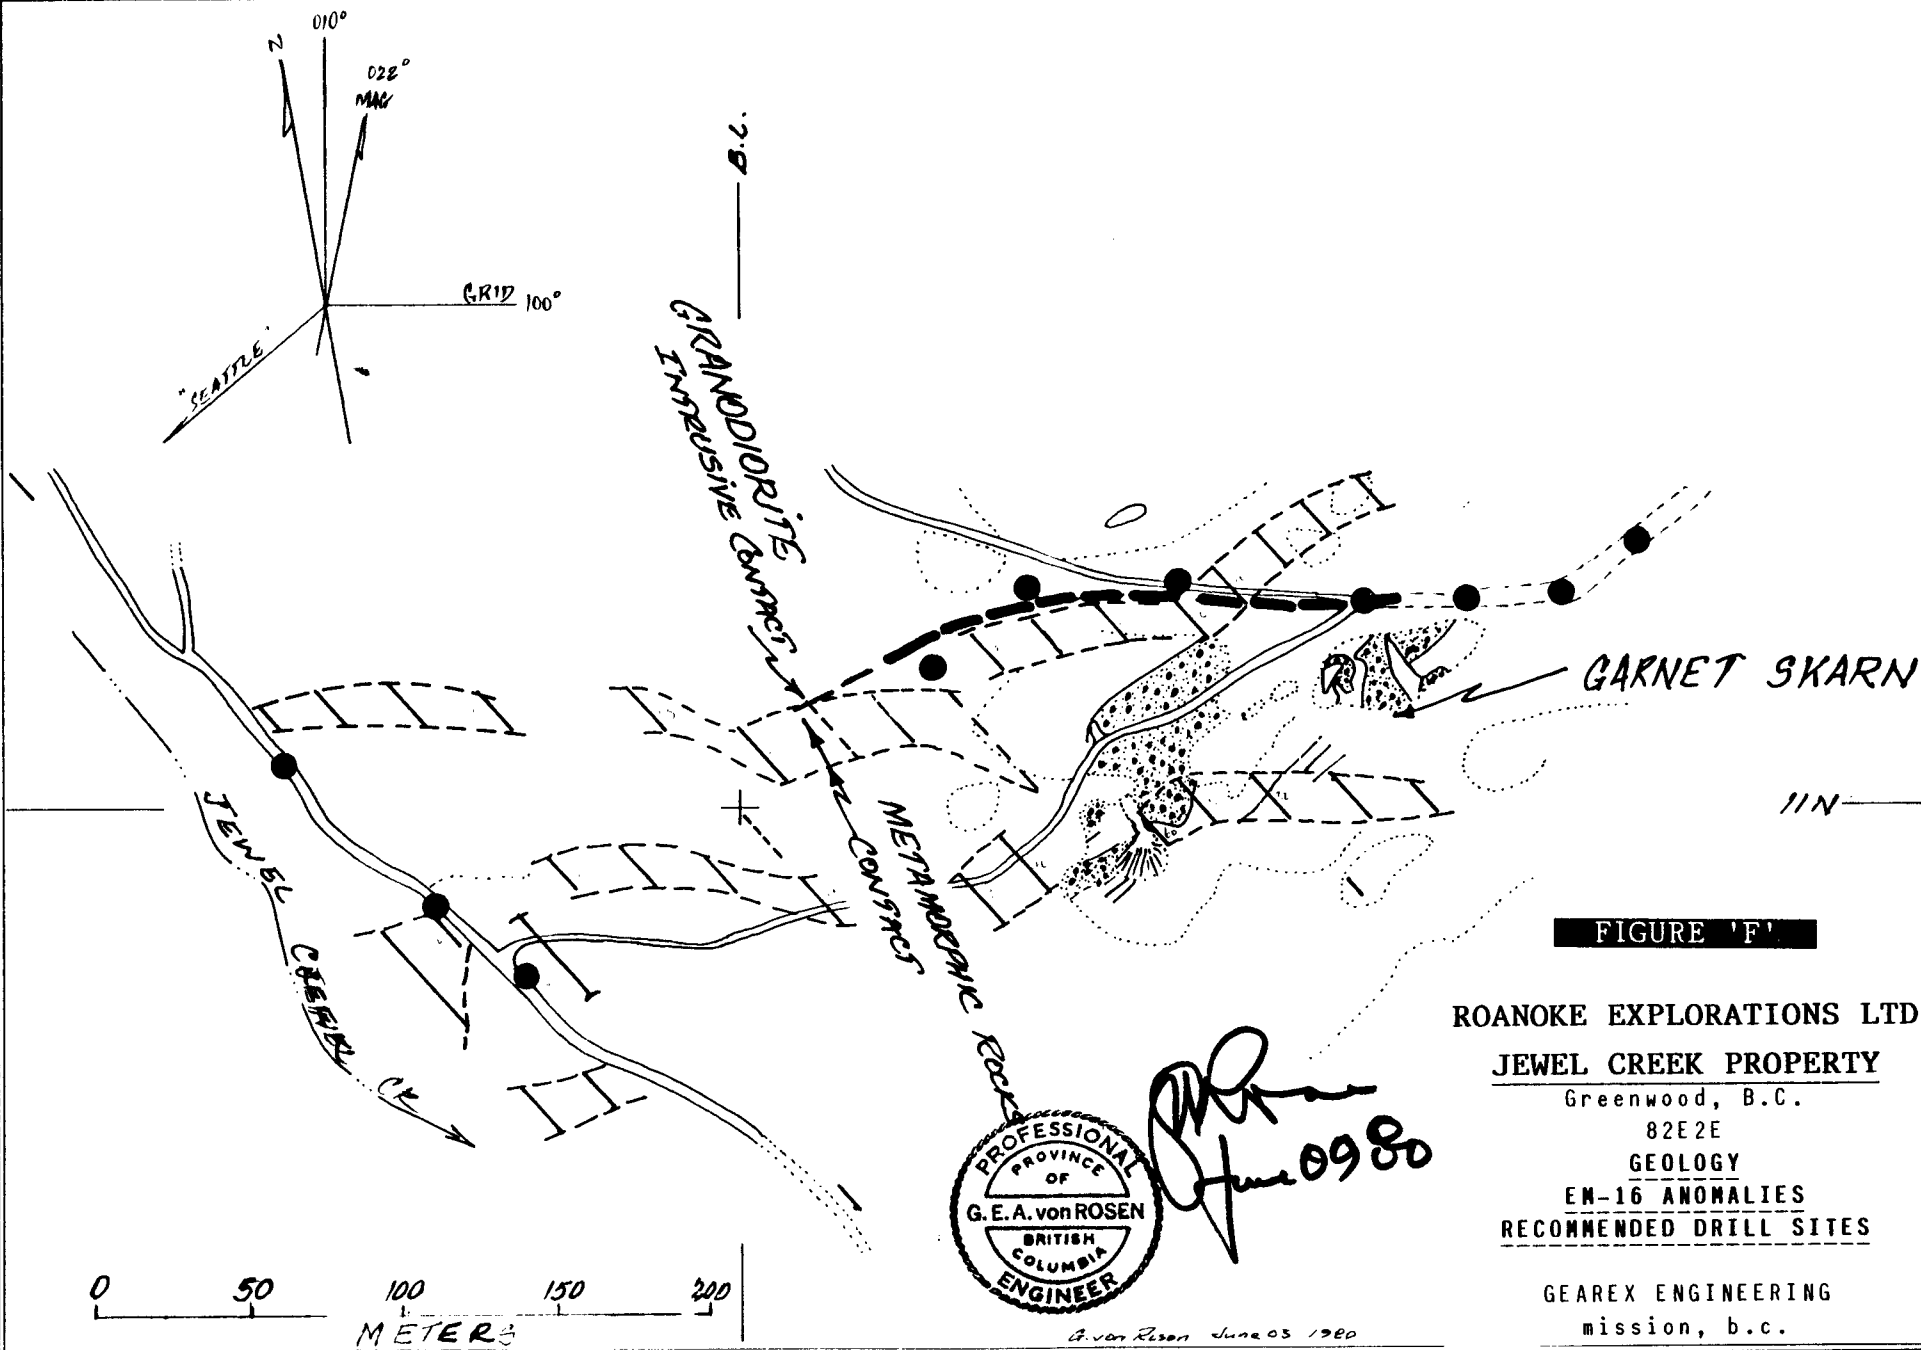 N
010°
022°
MAG
GRID 100°
"SEATTLE"
B.L.
GRANODIORITE
INTRUSIVE CONTACT
GARNET SKARN
11N
METAMORPHIC ROCKS
CONTACT
JEWEL
CREEK
CR
FIGURE 'F'
ROANOKE EXPLORATIONS LTD
JEWEL CREEK PROPERTY
Greenwood, B.C.
82E2E
GEOLOGY
EM-16 ANOMALIES
RECOMMENDED DRILL SITES
GEAREX ENGINEERING
mission, b.c.
PROFESSIONAL
PROVINCE
OF
G.E.A. von ROSEN
BRITISH
COLUMBIA
ENGINEER
June 09 80
G. von Rosen June 05 1980
0 50 100 150 200
METERS